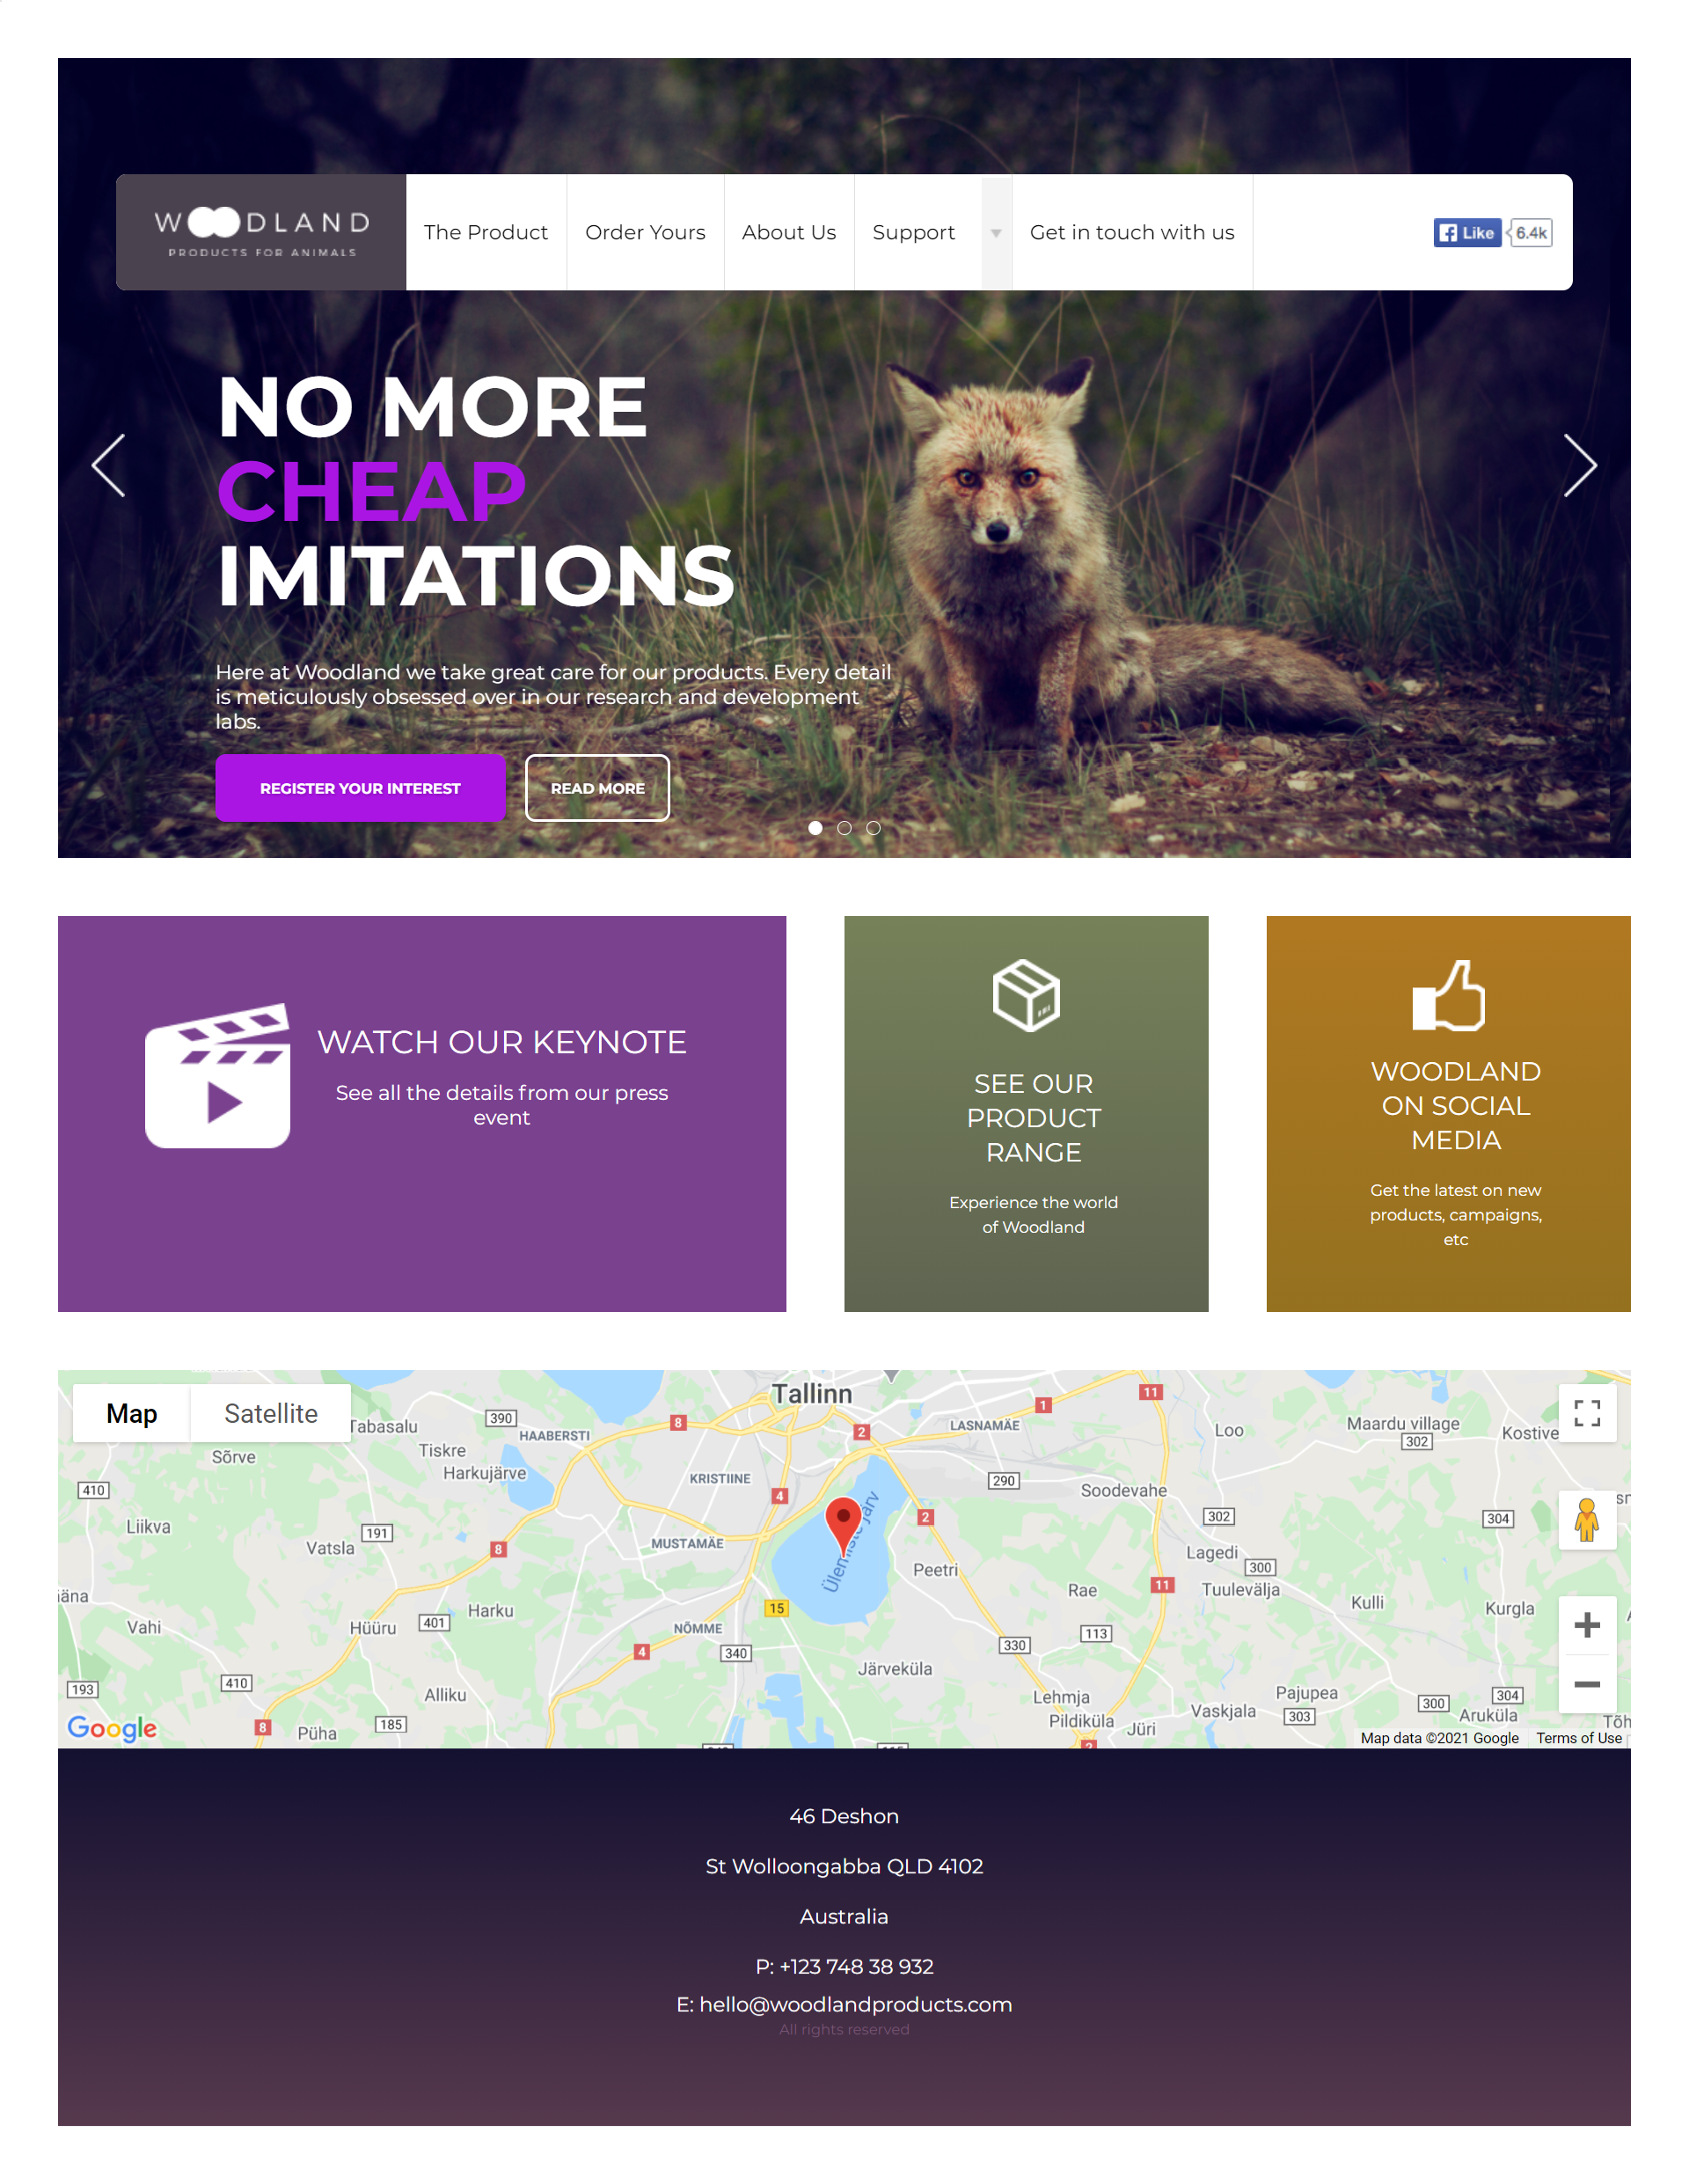 WOODLAND
PRODUCTS FOR ANIMALS
The Product
Order Yours
About Us
Support
Get in touch with us
Like
6.4k
NO MORE
CHEAP
IMITATIONS
Here at Woodland we take great care for our products. Every detail
is meticulously obsessed over in our research and development
labs.
REGISTER YOUR INTEREST
READ MORE
WATCH OUR KEYNOTE
See all the details from our press
event
SEE OUR
PRODUCT
RANGE
Experience the world
of Woodland
WOODLAND
ON SOCIAL
MEDIA
Get the latest on new
products, campaigns,
etc
Map
Satellite
Tallinn
11
1
390
8
2
Tabasalu
HAABERSTI
LASNAMÄE
Loo
Maardu village
302
Kostive
Sõrve
Tiskre
Harkujärve
KRISTIINE
290
Soodevahe
410
4
302
304
Liikva
191
2
Vatsla
8
MUSTAMÄE
Ülemiste järv
Peetri
Lagedi
300
Rae
11
Tuulevälja
Kulli
Kurgla
Vahi
Hüüru
401
Harku
15
NÕMME
340
4
330
113
Järveküla
193
410
Alliku
Lehmja
Pajupea
300
304
Vaskjala
303
Aruküla
Google
8
Püha
185
Pildiküla
Jüri
2
Map data ©2021 Google
Terms of Use
46 Deshon
St Wolloongabba QLD 4102
Australia
P: +123 748 38 932
E: hello@woodlandproducts.com
All rights reserved